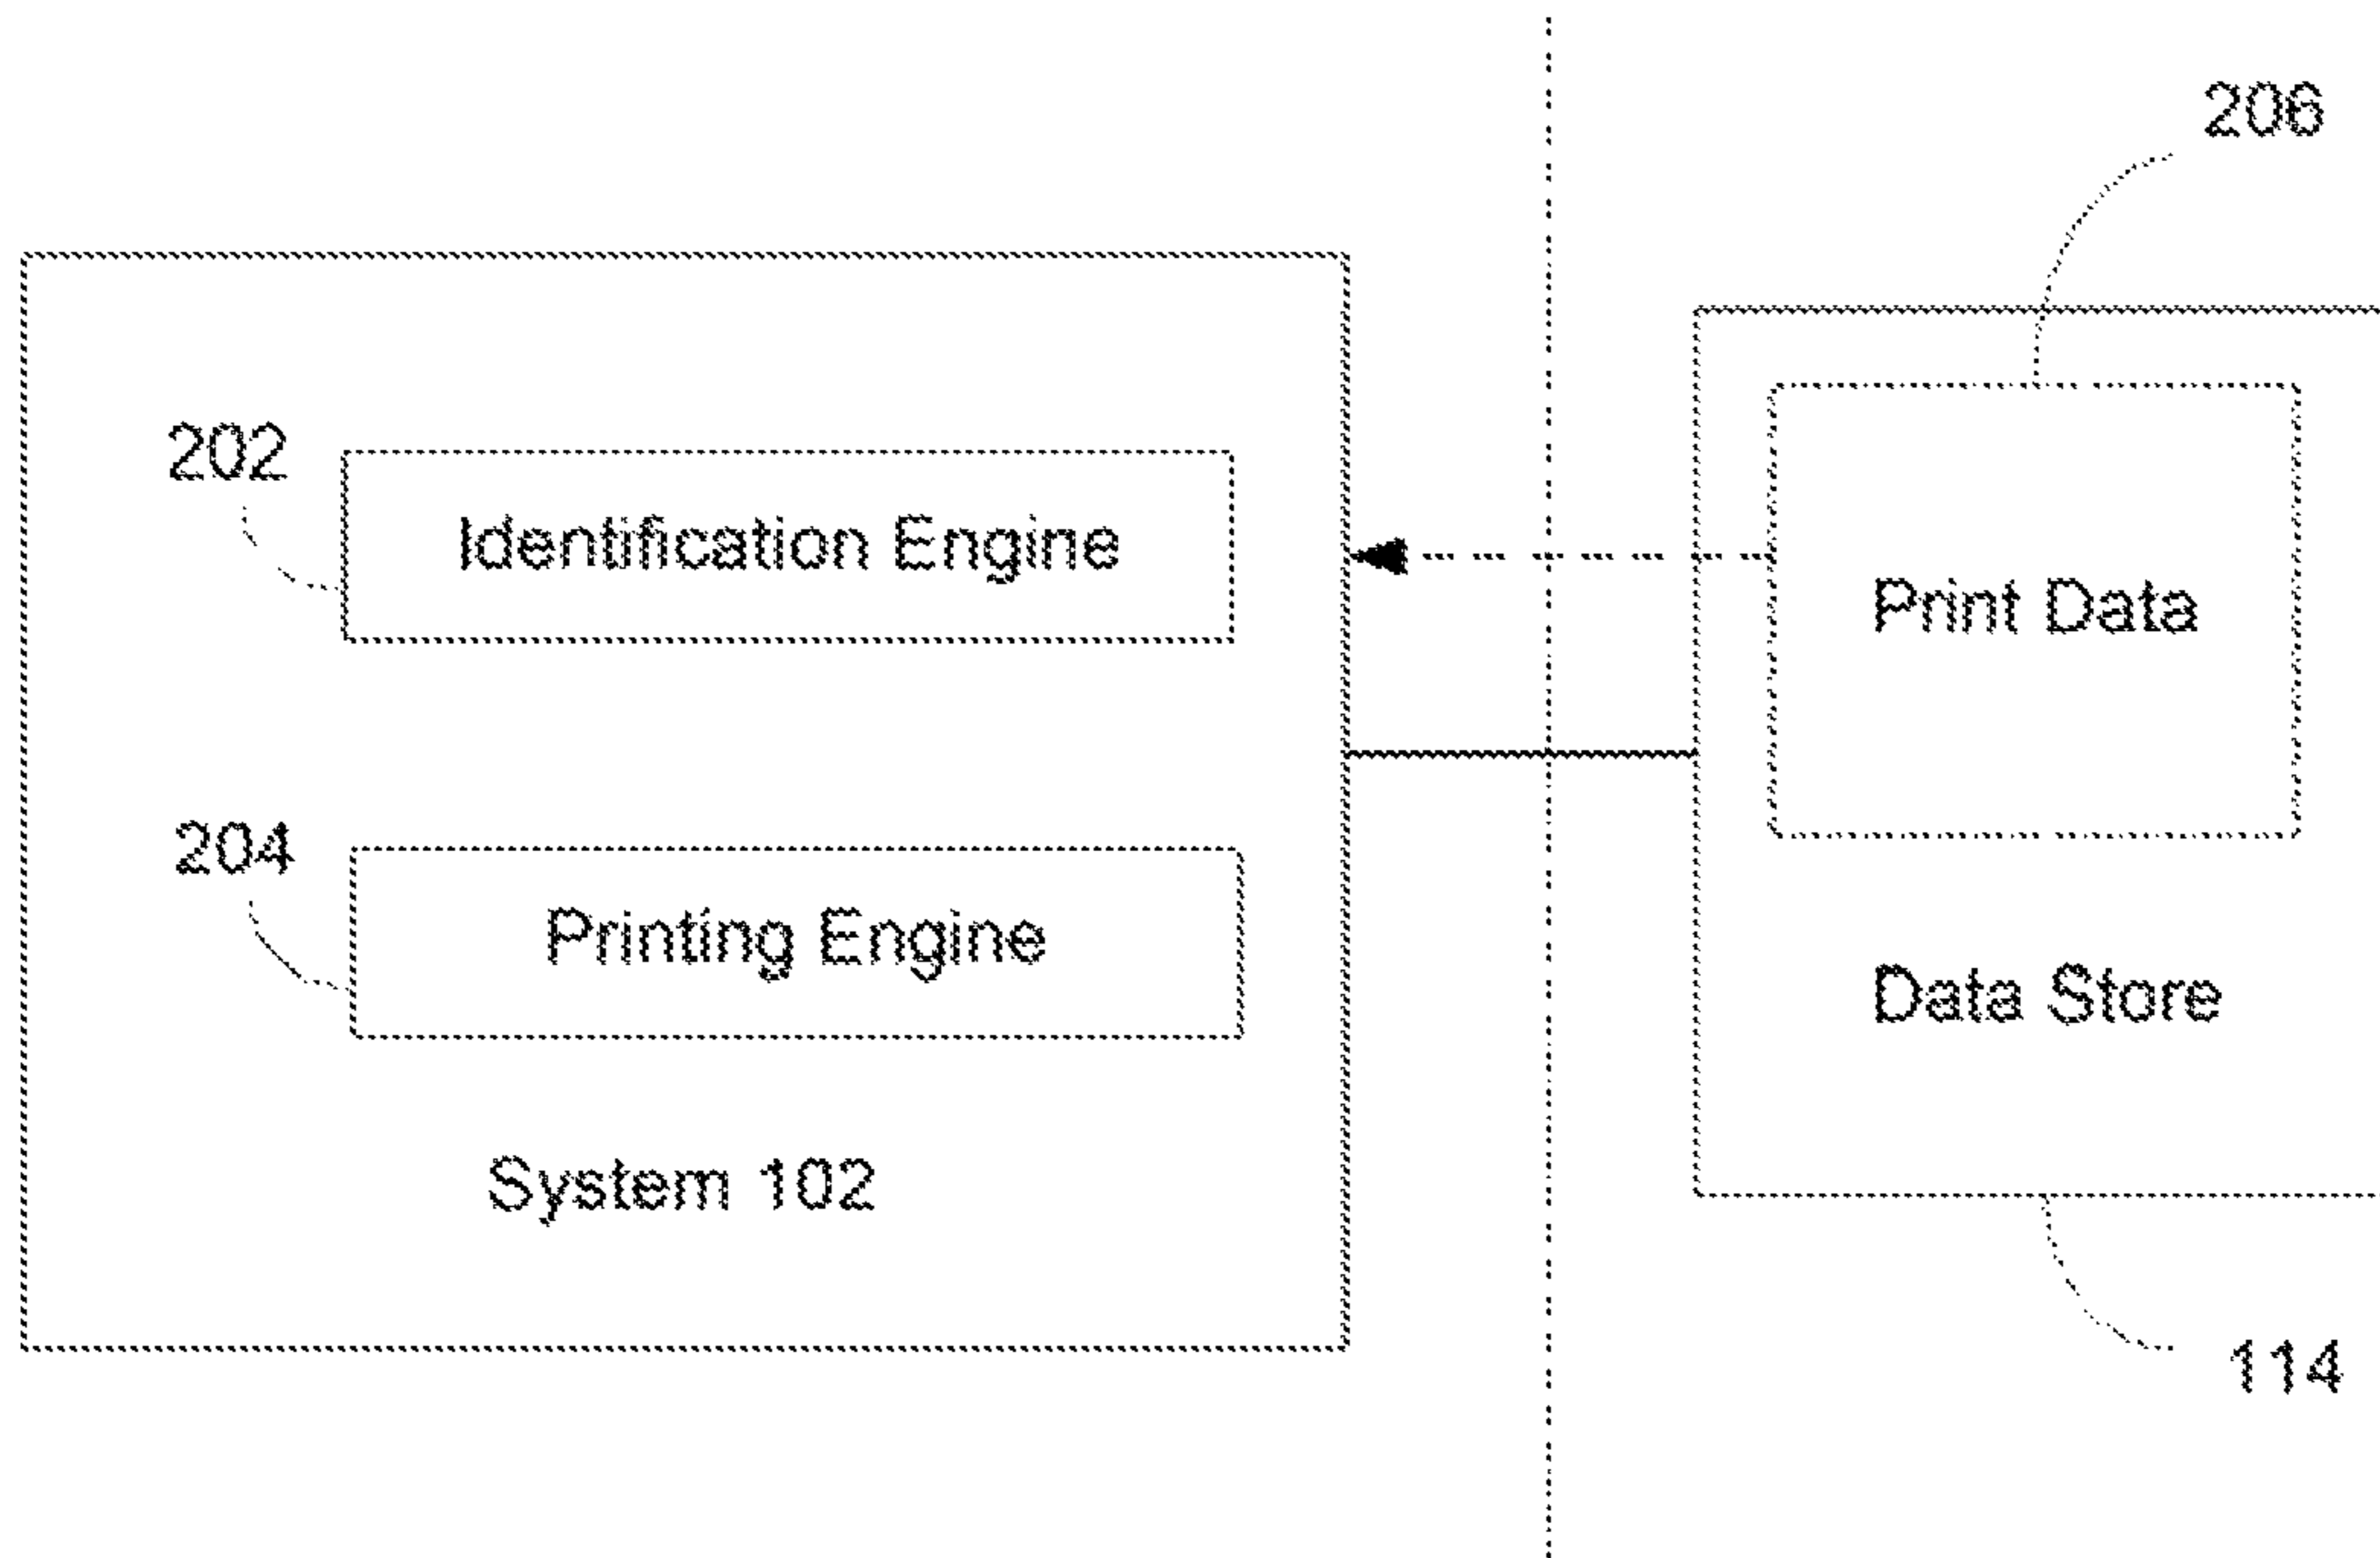 206
202
Identification Engine
Print Data
204
Printing Engine
Data Store
System 102
114